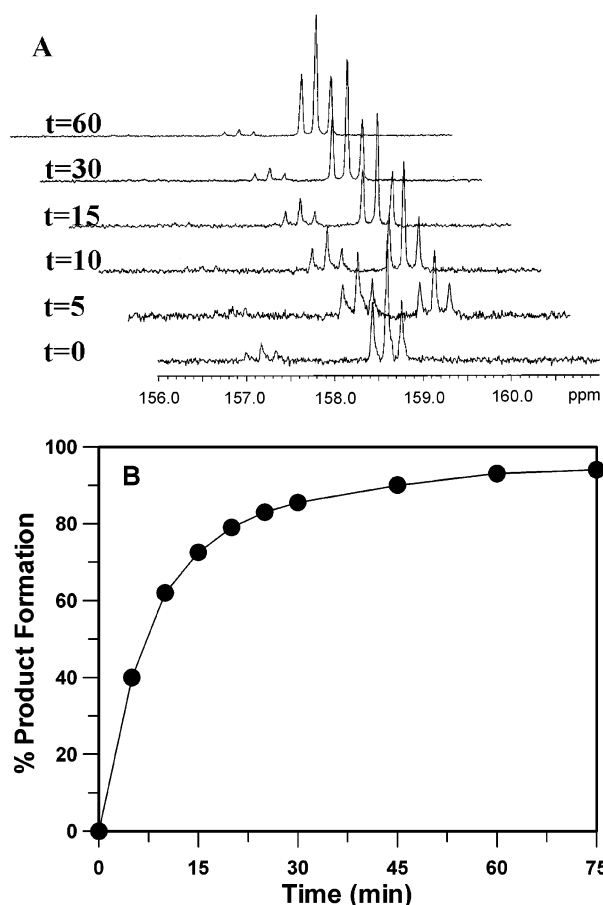 A
t=60
t=30
t=15
t=10
t=5
t=0
156.0 157.0 158.0 159.0 160.0 ppm
B
100
80
60
40
20
0
% Product Formation
0 15 30 45 60 75
Time (min)